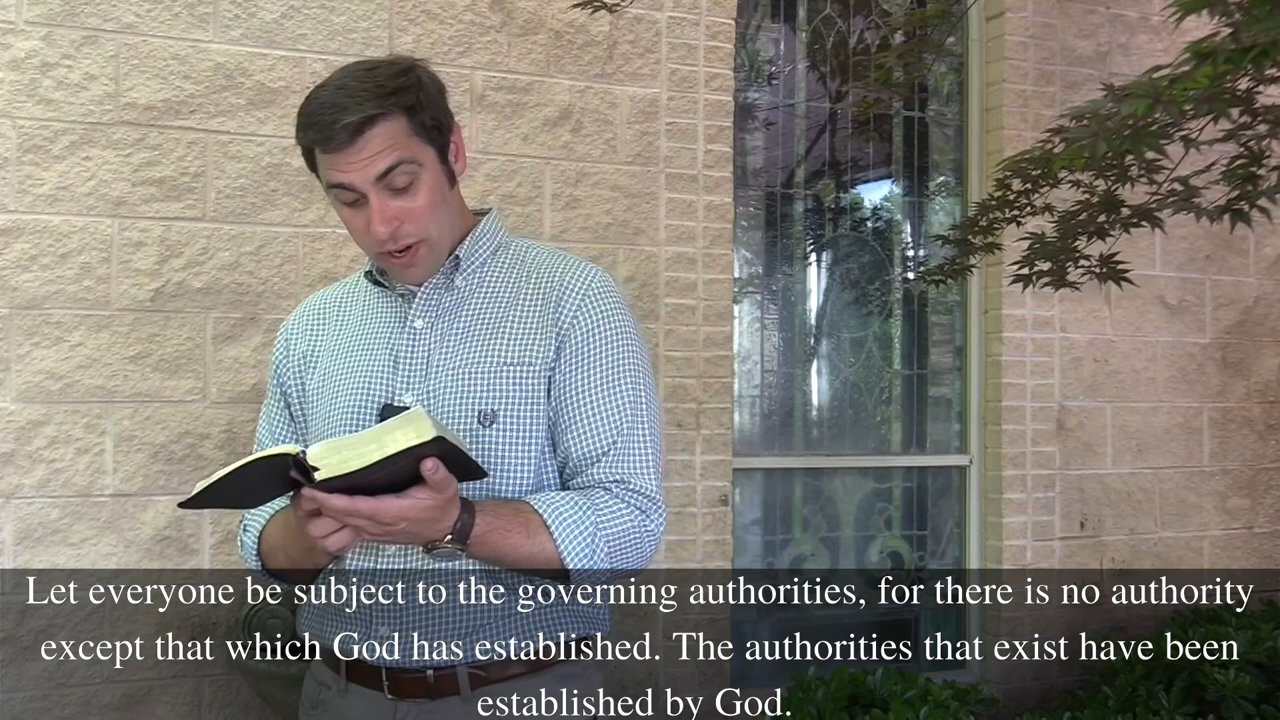 Let everyone be subject to the governing authorities, for there is no authority
except that which God has established. The authorities that exist have been
established by God.